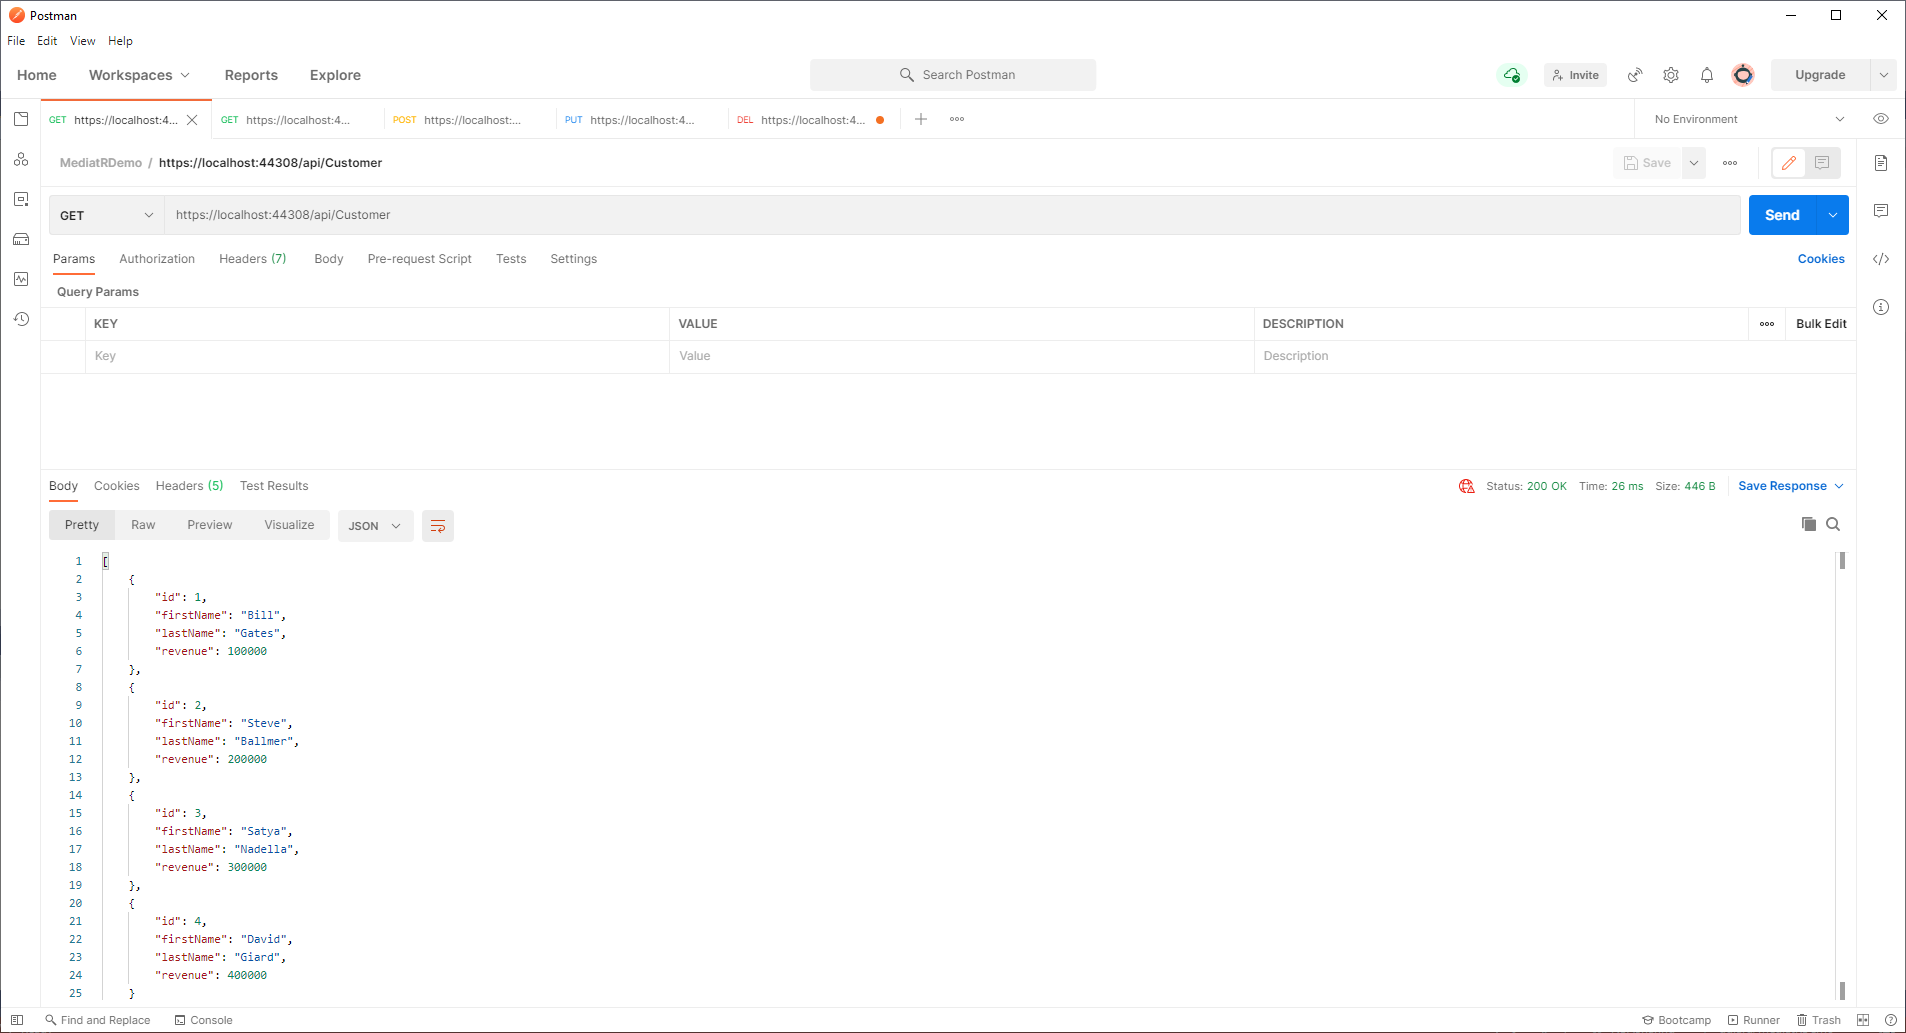 Postman
File Edit View Help
Home Workspaces Reports Explore Search Postman Invite Upgrade
GET https://localhost:4... GET https://localhost:4... POST https://localhost:... PUT https://localhost:4... DEL https://localhost:4... No Environment
MediatRDemo / https://localhost:44308/api/Customer Save
GET https://localhost:44308/api/Customer Send
Params Authorization Headers (7) Body Pre-request Script Tests Settings Cookies
Query Params
KEY VALUE DESCRIPTION Bulk Edit
Key Value Description
Body Cookies Headers (5) Test Results Status: 200 OK Time: 26 ms Size: 446 B Save Response
Pretty Raw Preview Visualize JSON
1 [
2 {
3 "id": 1,
4 "firstName": "Bill",
5 "lastName": "Gates",
6 "revenue": 100000
7 },
8 {
9 "id": 2,
10 "firstName": "Steve",
11 "lastName": "Ballmer",
12 "revenue": 200000
13 },
14 {
15 "id": 3,
16 "firstName": "Satya",
17 "lastName": "Nadella",
18 "revenue": 300000
19 },
20 {
21 "id": 4,
22 "firstName": "David",
23 "lastName": "Giard",
24 "revenue": 400000
25 }
Find and Replace Console Bootcamp Runner Trash